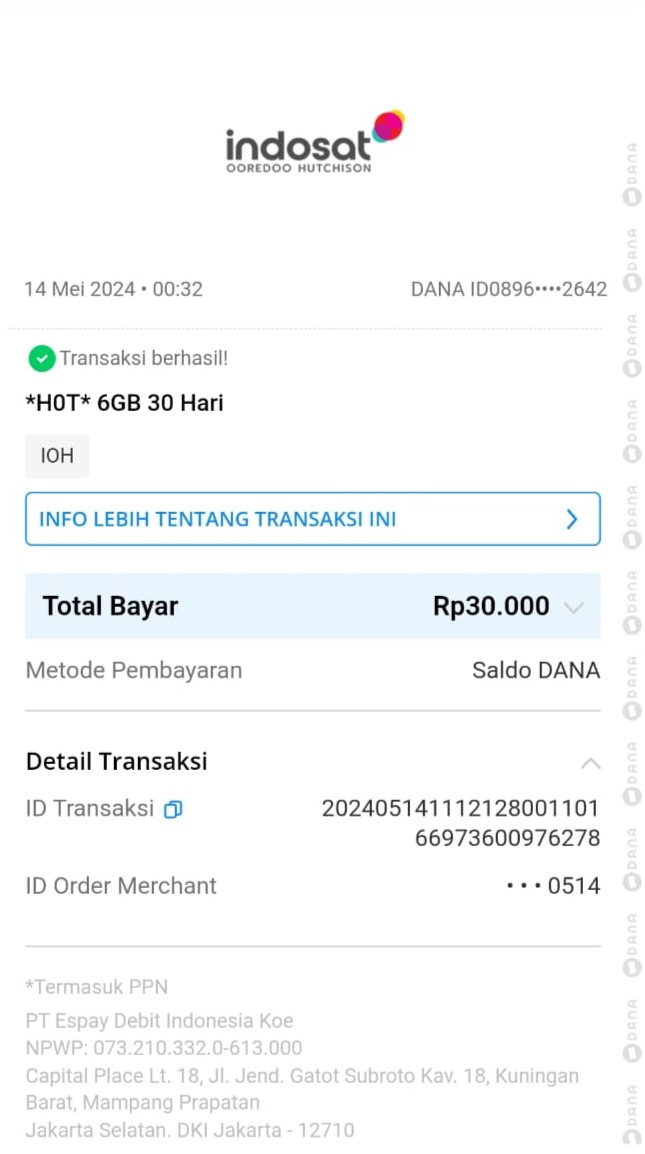 indosat
OOREDOO HUTCHISON
14 Mei 2024 • 00:32
DANA ID0896••••2642
Transaksi berhasil!
*H0T* 6GB 30 Hari
IOH
INFO LEBIH TENTANG TRANSAKSI INI
Total Bayar
Rp30.000
Metode Pembayaran
Saldo DANA
Detail Transaksi
ID Transaksi
202405141112128001101
66973600976278
ID Order Merchant
• • • 0514
*Termasuk PPN
PT Espay Debit Indonesia Koe
NPWP: 073.210.332.0-613.000
Capital Place Lt. 18, Jl. Jend. Gatot Subroto Kav. 18, Kuningan
Barat, Mampang Prapatan
Jakarta Selatan. DKI Jakarta - 12710
DANA
DANA
DANA
DANA
DANA
DANA
DANA
DANA
DANA
DANA
DANA
DANA